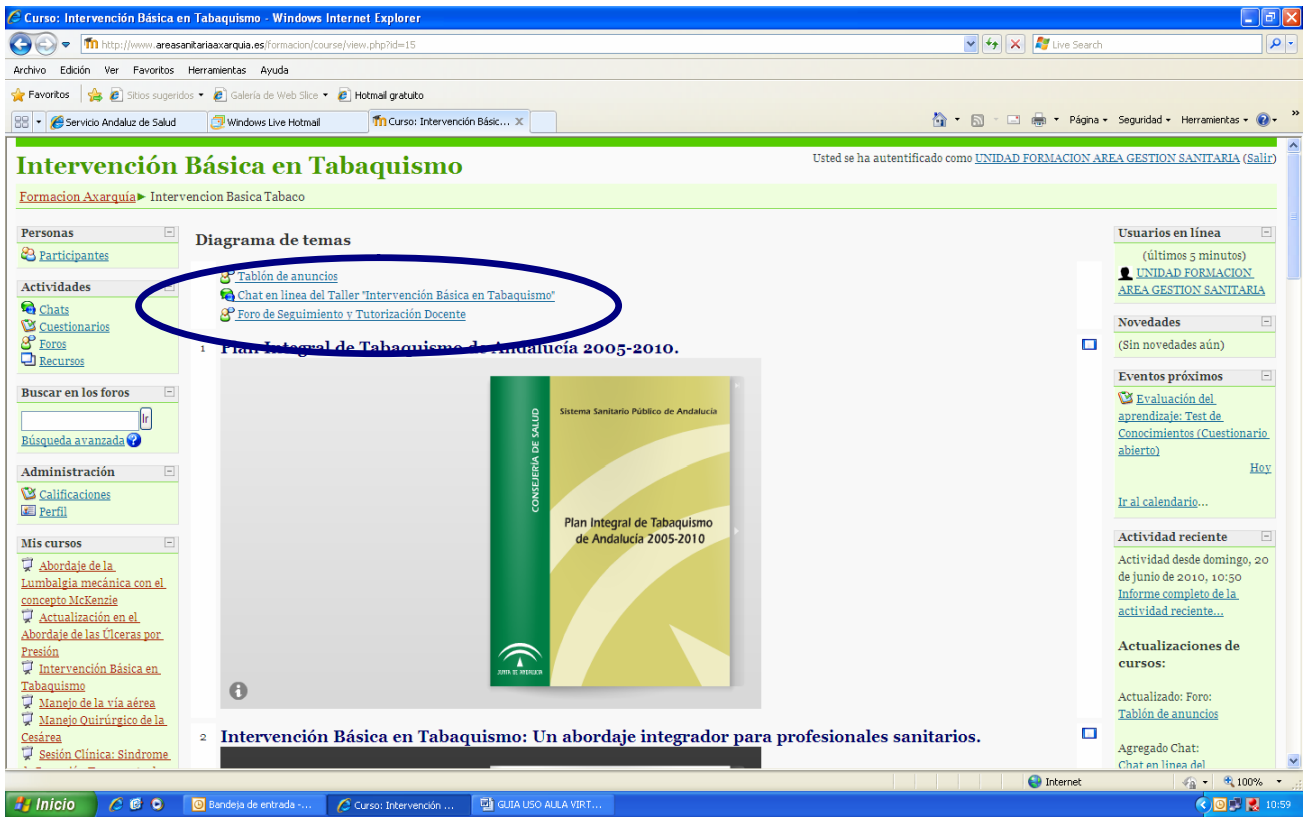 Curso: Intervención Básica en Tabaquismo - Windows Internet Explorer
http://www.areasanitariaaxarquia.es/formacion/course/view.php?id=15
Live Search
Archivo Edición Ver Favoritos Herramientas Ayuda
Favoritos Sitios sugeridos Galería de Web Slice Hotmail gratuito
Servicio Andaluz de Salud Windows Live Hotmail Curso: Intervención Básic... X Página Seguridad Herramientas »
Intervención Básica en Tabaquismo
Usted se ha autentificado como UNIDAD FORMACION AREA GESTION SANITARIA (Salir)
Formacion Axarquía ► Intervencion Basica Tabaco
Personas
Participantes
Actividades
Chats
Cuestionarios
Foros
Recursos
Buscar en los foros
Ir
Búsqueda avanzada
Administración
Calificaciones
Perfil
Mis cursos
Abordaje de la
Lumbalgia mecánica con el
concepto McKenzie
Actualización en el
Abordaje de las Úlceras por
Presión
Intervención Básica en
Tabaquismo
Manejo de la vía aérea
Manejo Quirúrgico de la
Cesárea
Sesión Clínica: Sindrome
Diagrama de temas
Tablón de anuncios
Chat en linea del Taller "Intervención Básica en Tabaquismo"
Foro de Seguimiento y Tutorización Docente
1 Plan Integral de Tabaquismo de Andalucía 2005-2010.
CONSEJERÍA DE SALUD
Sistema Sanitario Público de Andalucía
Plan Integral de Tabaquismo
de Andalucía 2005-2010
JUNTA DE ANDALUCIA
2 Intervención Básica en Tabaquismo: Un abordaje integrador para profesionales sanitarios.
Usuarios en línea
(últimos 5 minutos)
UNIDAD FORMACION
AREA GESTION SANITARIA
Novedades
(Sin novedades aún)
Eventos próximos
Evaluación del
aprendizaje: Test de
Conocimientos (Cuestionario
abierto)
Hoy
Ir al calendario...
Actividad reciente
Actividad desde domingo, 20
de junio de 2010, 10:50
Informe completo de la
actividad reciente...
Actualizaciones de
cursos:
Actualizado: Foro:
Tablón de anuncios
Agregado Chat:
Chat en linea del
Internet 100%
Inicio Bandeja de entrada -... Curso: Intervención ... GUIA USO AULA VIRT... 10:59